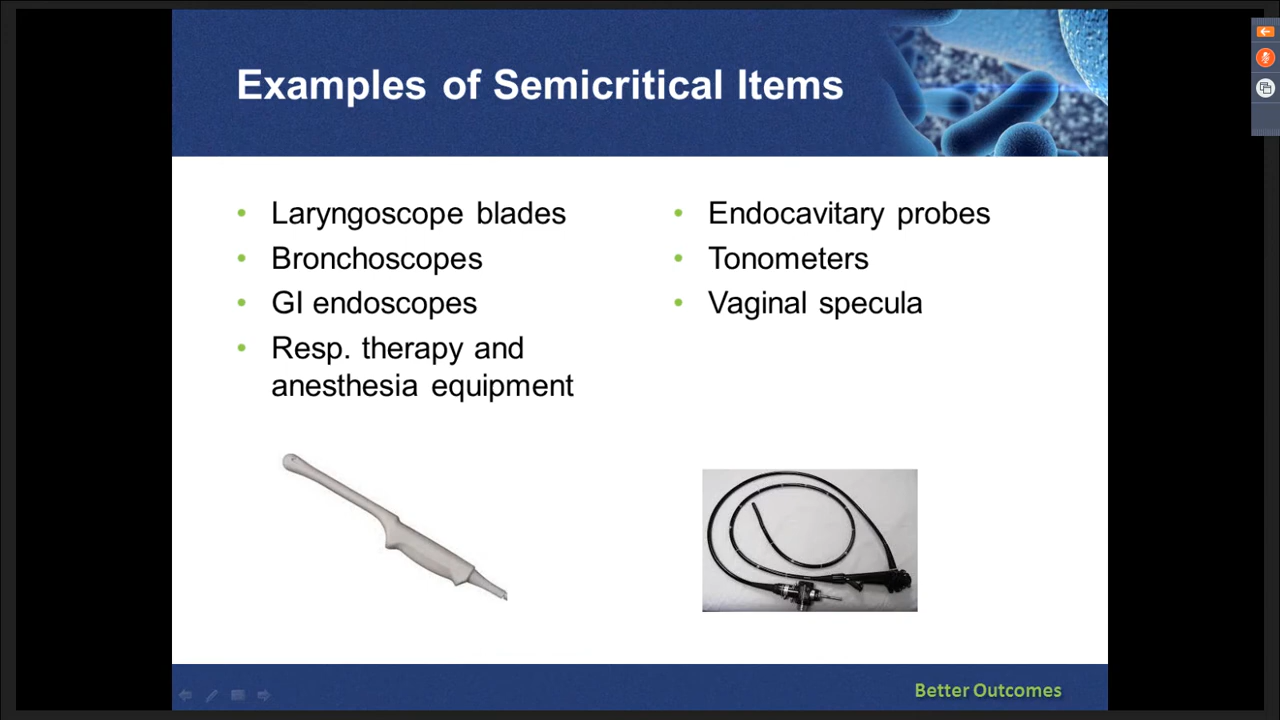 Examples of Semicritical Items
• Laryngoscope blades
• Bronchoscopes
• GI endoscopes
• Resp. therapy and
anesthesia equipment
• Endocavitary probes
• Tonometers
• Vaginal specula
Better Outcomes